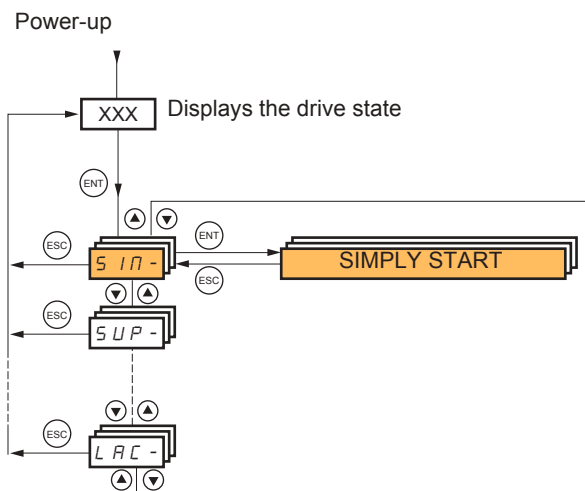 Power-up
XXX Displays the drive state
ENT
ESC SIM- ENT SIMPLY START
ESC
ESC SUP-
ESC LAC-